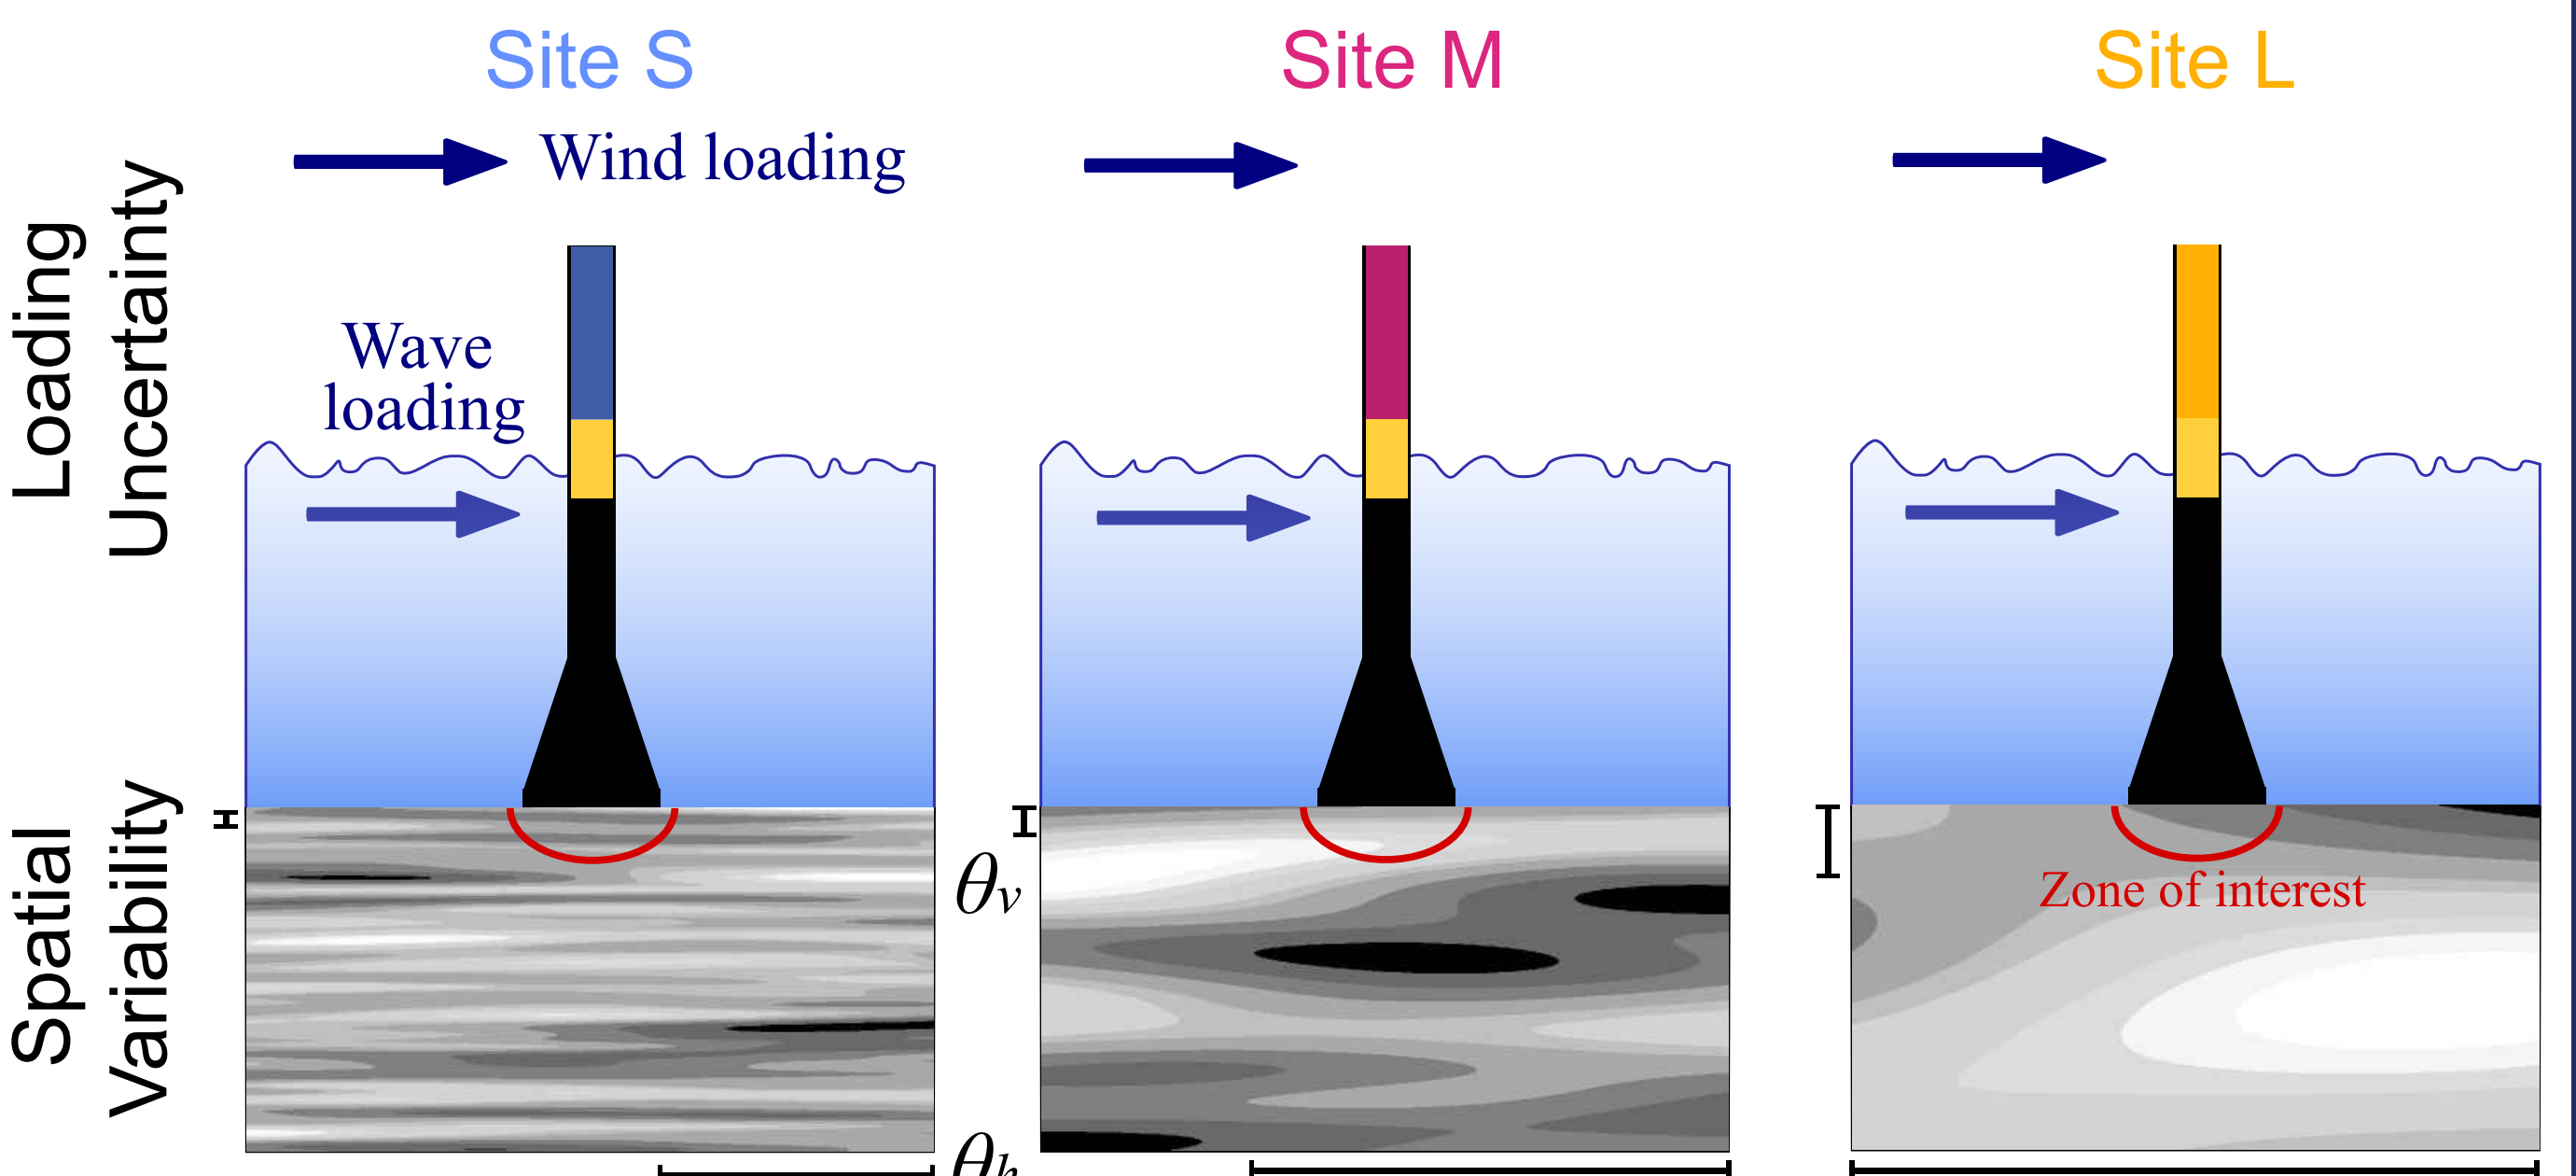 Site S
Site M
Site L
Wind loading
Loading
Uncertainty
Wave
loading
Spatial
Variability
θv
Zone of interest
θh